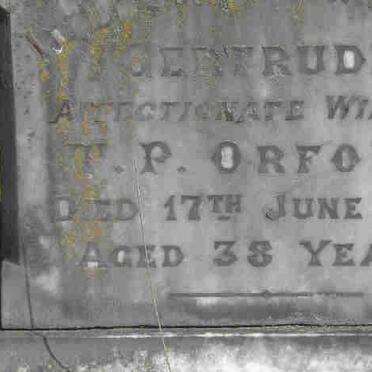 GERTRUD
AFFECTIONATE WI
. P. ORFO
DIED 17TH JUNE
AGED 38 YEA